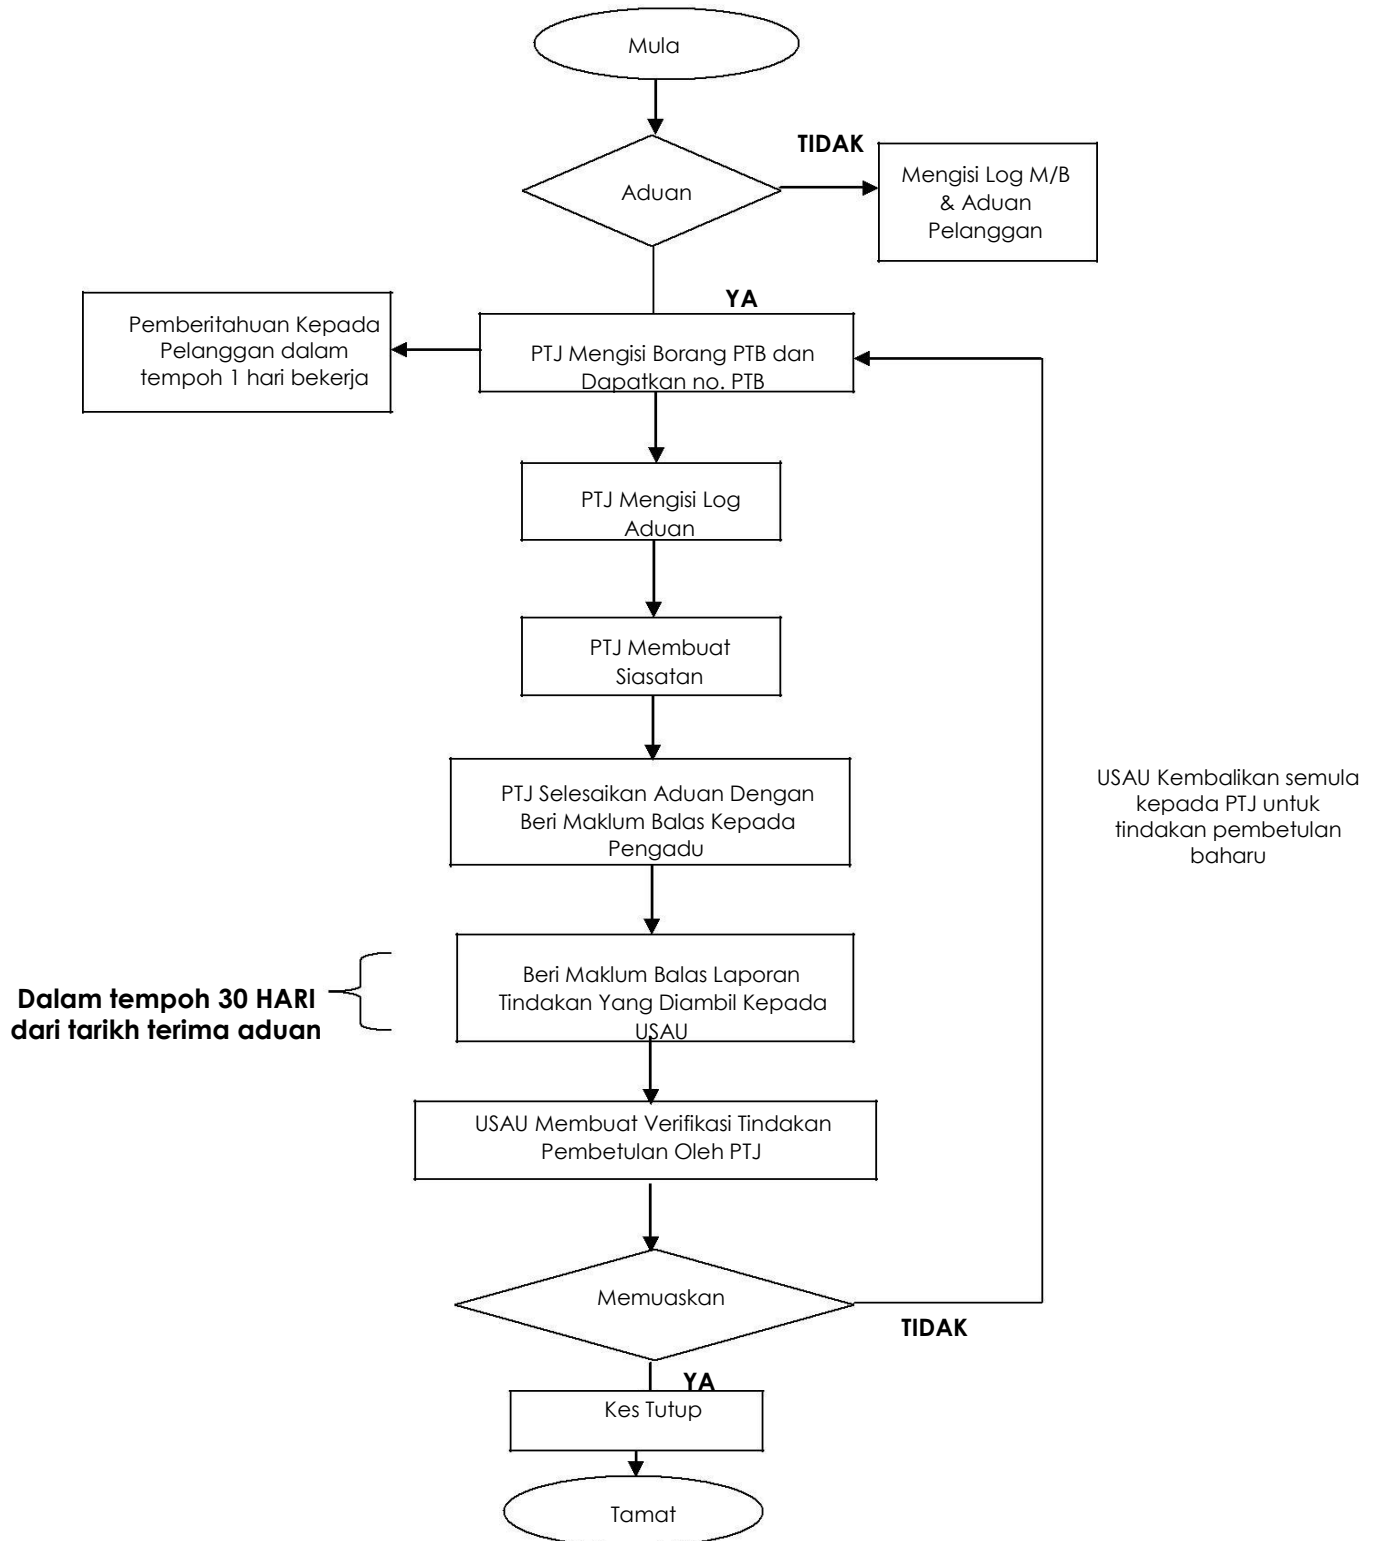 Mula
TIDAK
Aduan
Mengisi Log M/B
& Aduan
Pelanggan
YA
Pemberitahuan Kepada
Pelanggan dalam
tempoh 1 hari bekerja
PTJ Mengisi Borang PTB dan
Dapatkan no. PTB
PTJ Mengisi Log
Aduan
PTJ Membuat
Siasatan
PTJ Selesaikan Aduan Dengan
Beri Maklum Balas Kepada
Pengadu
USAU Kembalikan semula
kepada PTJ untuk
tindakan pembetulan
baharu
Dalam tempoh 30 HARI
dari tarikh terima aduan
Beri Maklum Balas Laporan
Tindakan Yang Diambil Kepada
USAU
USAU Membuat Verifikasi Tindakan
Pembetulan Oleh PTJ
Memuaskan
TIDAK
YA
Kes Tutup
Tamat